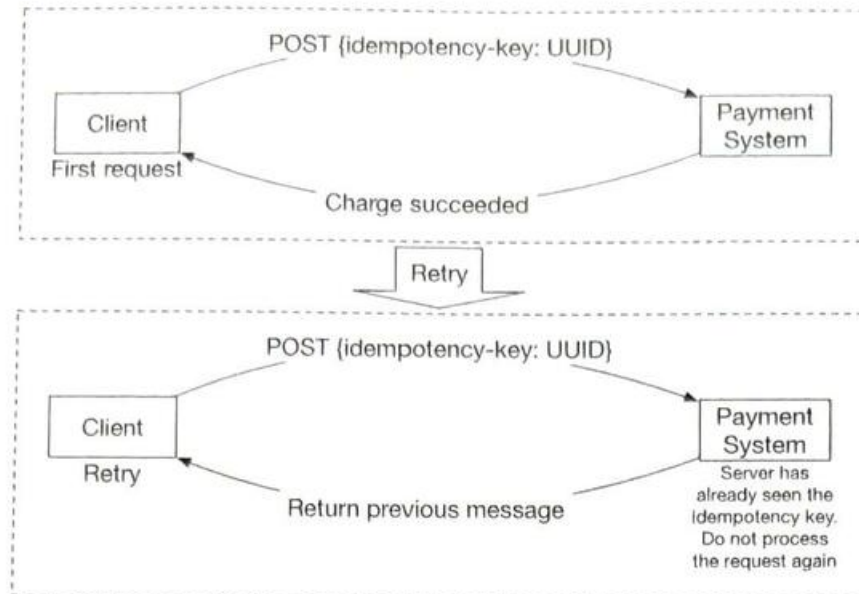 POST {idempotency-key: UUID}
Client
Payment
System
First request
Charge succeeded
Retry
POST {idempotency-key: UUID}
Client
Payment
System
Retry
Server has
already seen the
idempotency key.
Do not process
the request again
Return previous message